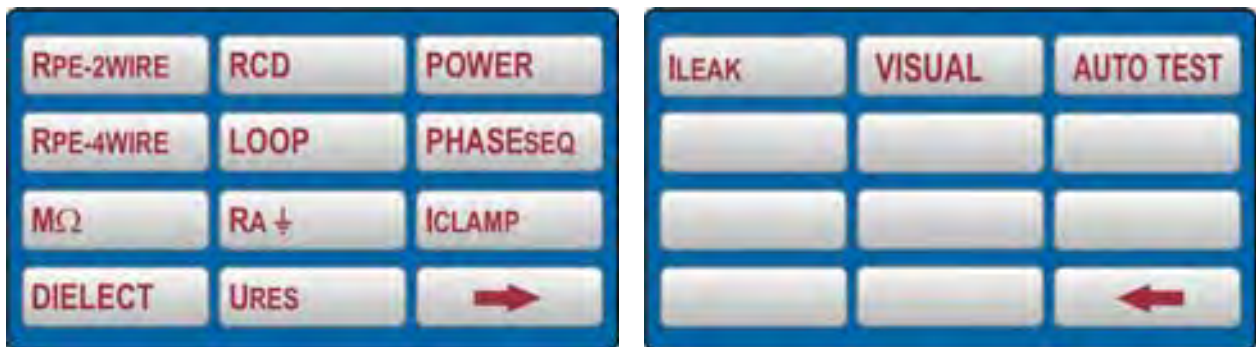 RPE-2WIRE RCD POWER
RPE-4WIRE LOOP PHASESEQ
MΩ RA ⏚ ICLAMP
DIELECT URES ➡
ILEAK VISUAL AUTO TEST
⬅